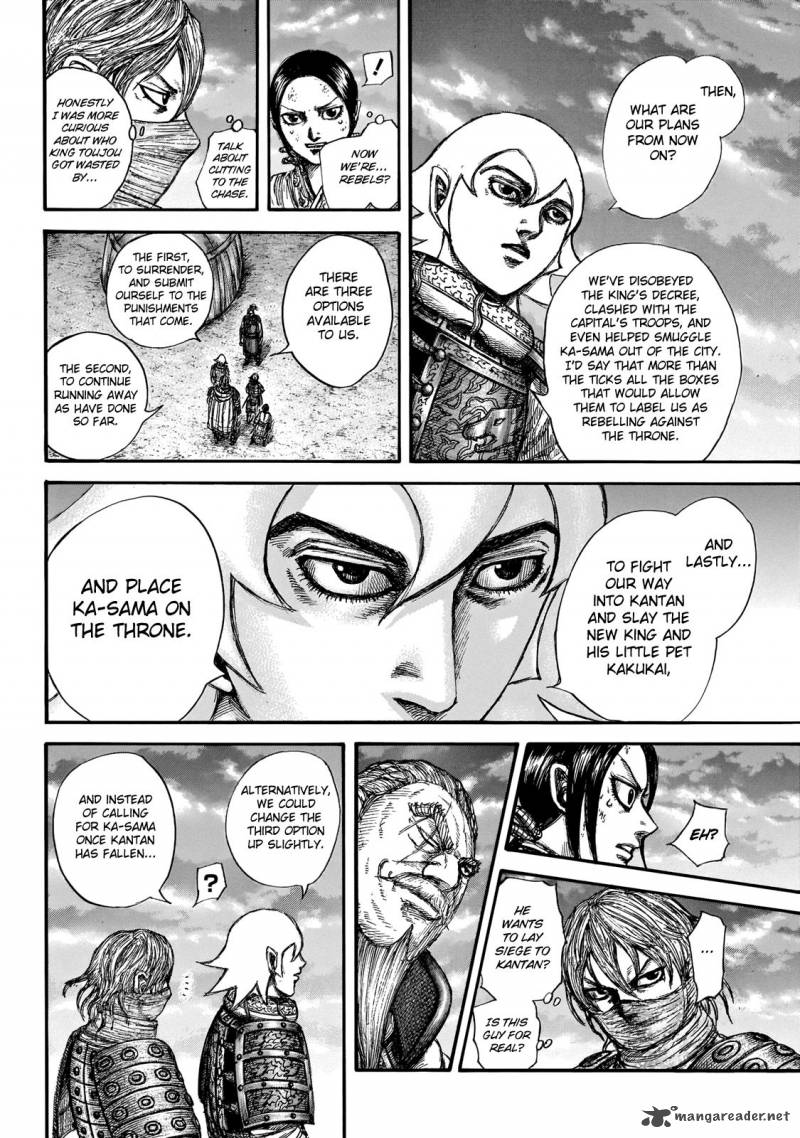 THEN,
WHAT ARE
OUR PLANS
FROM NOW
ON?
WE'VE DISOBEYED
THE KING'S DECREE,
CLASHED WITH THE
CAPITAL'S TROOPS, AND
EVEN HELPED SMUGGLE
KA-SAMA OUT OF THE CITY.
I'D SAY THAT MORE THAN
THE TICKS ALL THE BOXES
THAT WOULD ALLOW
THEM TO LABEL US AS
REBELLING AGAINST
THE THRONE.
!
NOW
WE'RE...
REBELS?
TALK
ABOUT
CUTTING
TO THE
CHASE.
HONESTLY
I WAS MORE
CURIOUS
ABOUT WHO
KING TOUJOU
GOT WASTED
BY...
THERE
ARE THREE
OPTIONS
AVAILABLE
TO US.
THE FIRST,
TO SURRENDER,
AND SUBMIT
OURSELF TO THE
PUNISHMENTS
THAT COME.
THE SECOND,
TO CONTINUE
RUNNING AWAY
AS HAVE DONE
SO FAR.
AND
LASTLY...
TO FIGHT
OUR WAY
INTO KANTAN
AND SLAY THE
NEW KING AND
HIS LITTLE PET
KAKUKAI,
AND PLACE
KA-SAMA ON
THE THRONE.
EH?
...
HE
WANTS TO
LAY
SIEGE TO
KANTAN?
IS THIS
GUY FOR
REAL?
ALTERNATIVELY,
WE COULD
CHANGE THE
THIRD OPTION
UP SLIGHTLY.
?
AND INSTEAD
OF CALLING
FOR KA-SAMA
ONCE KANTAN
HAS FALLEN...
mangareader.net